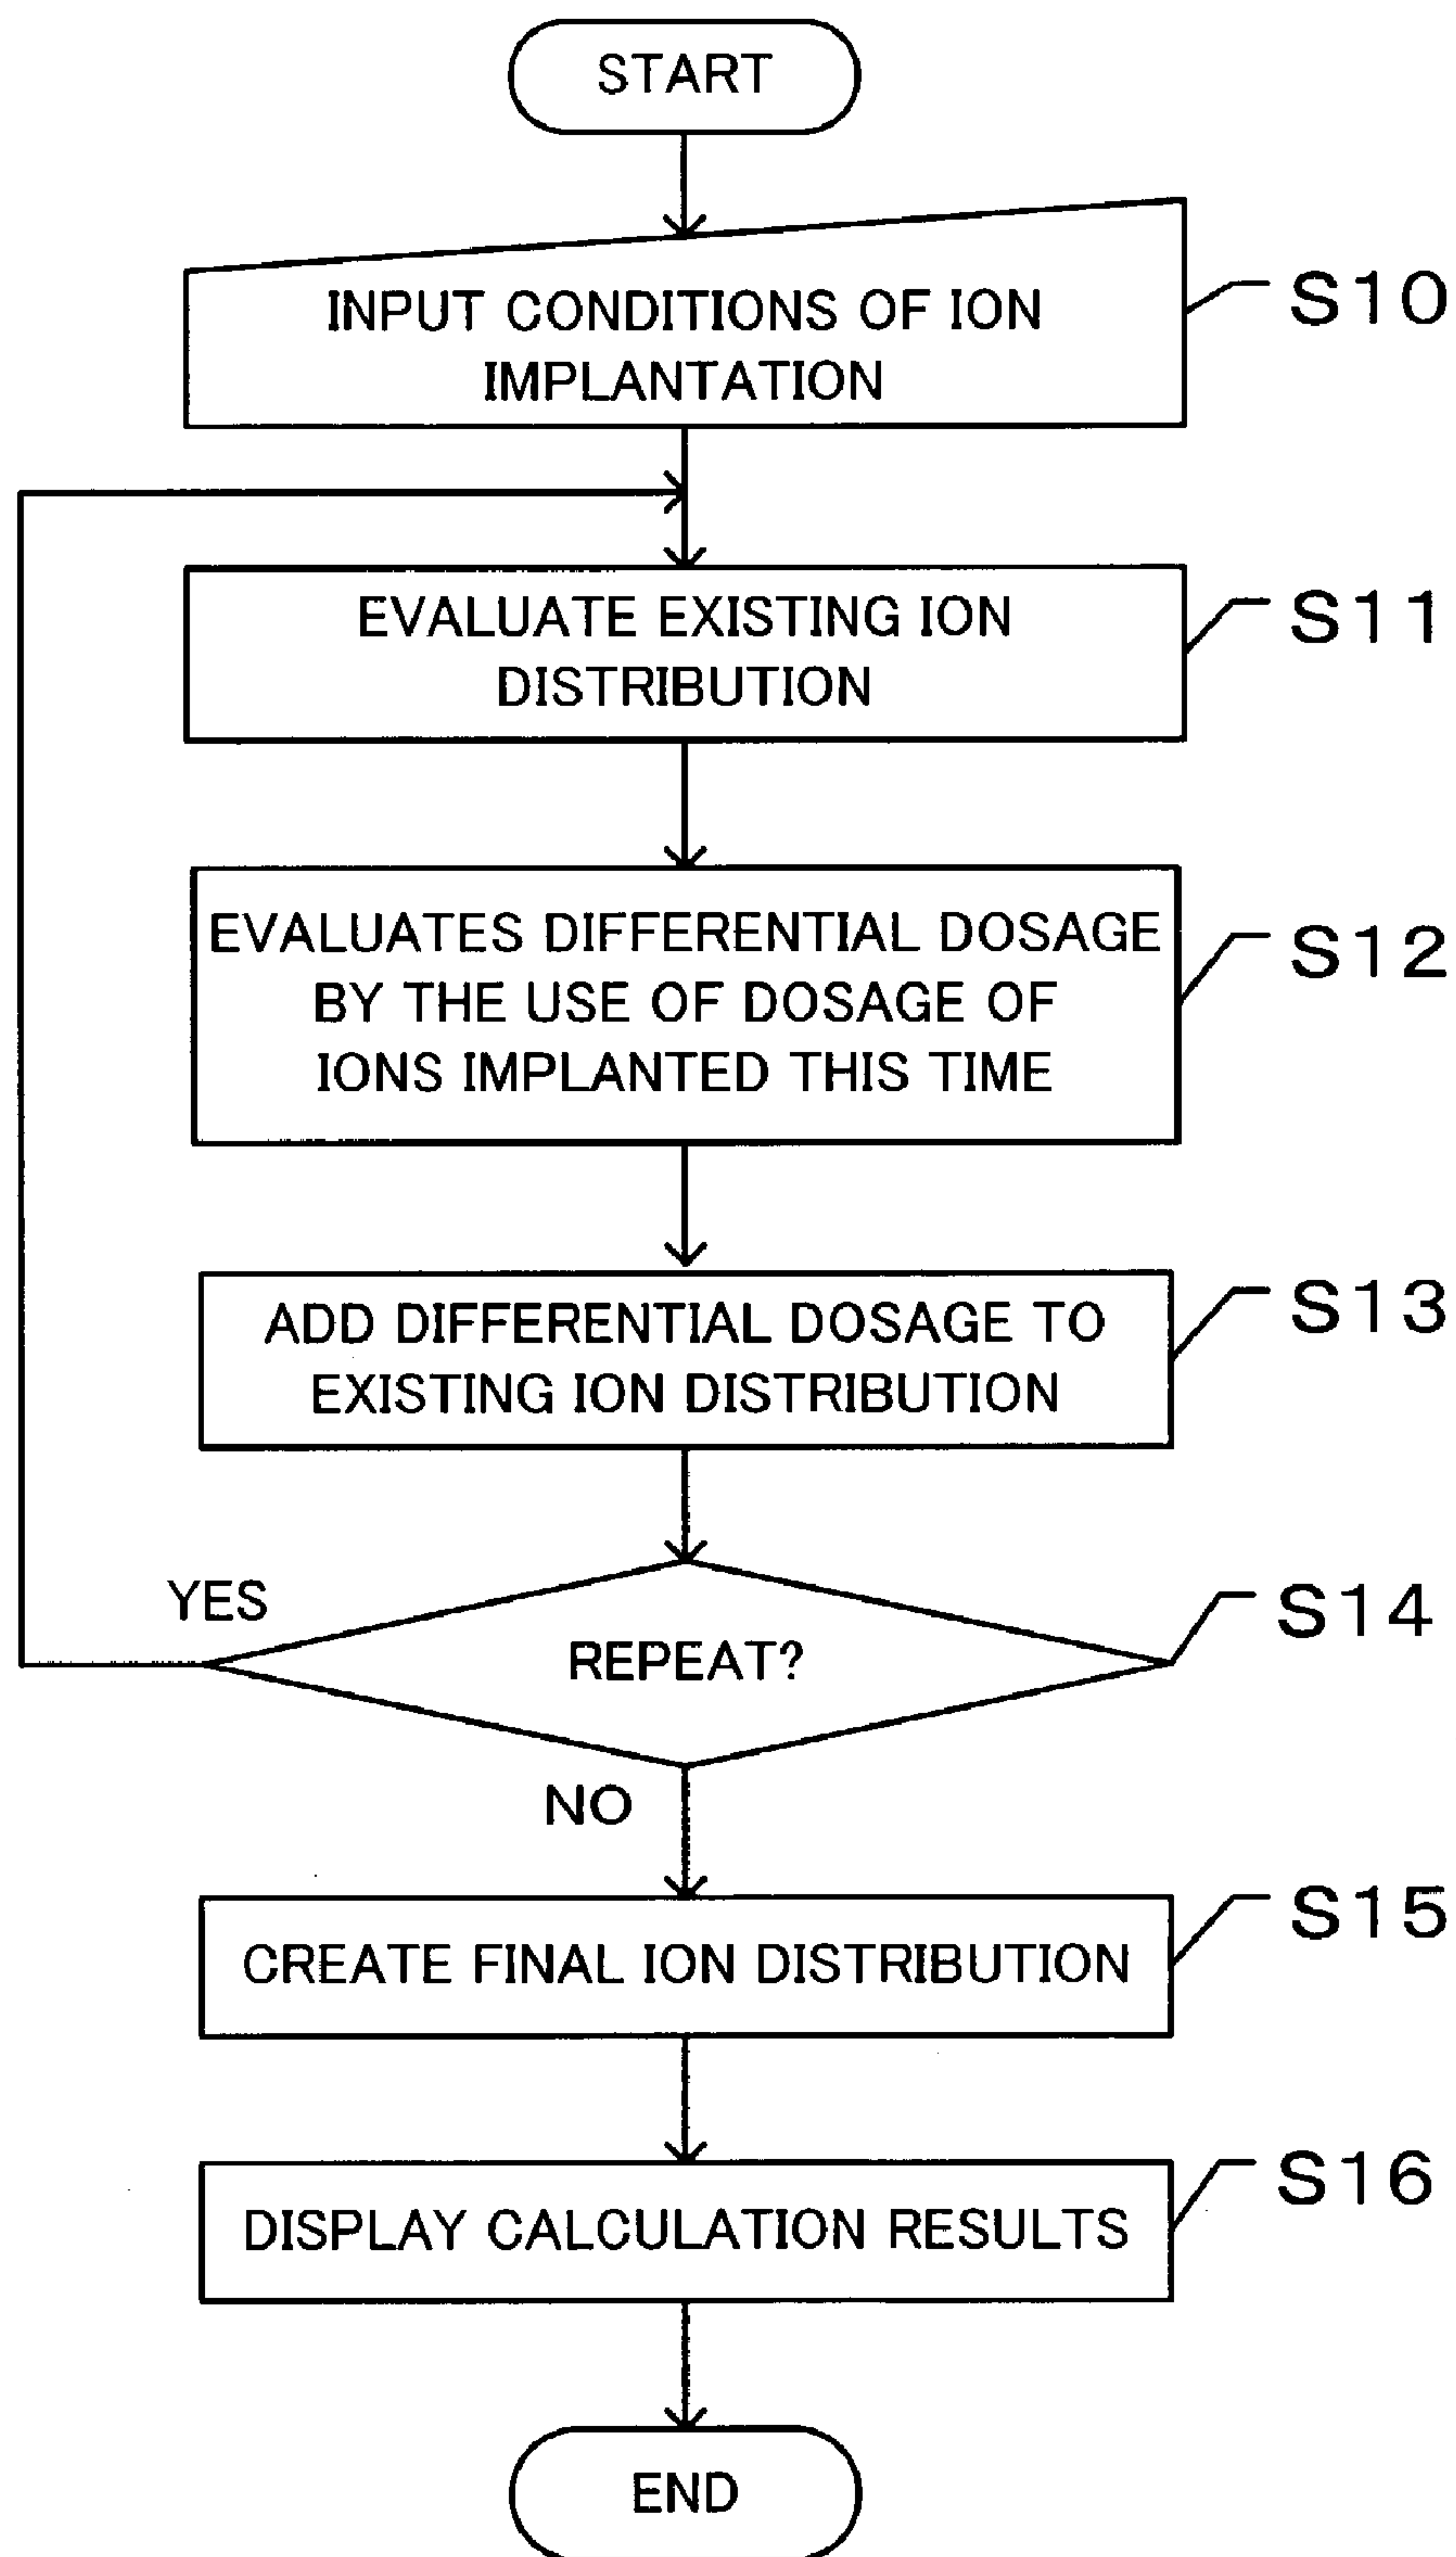 START
INPUT CONDITIONS OF ION
IMPLANTATION
S10
EVALUATE EXISTING ION
DISTRIBUTION
S11
EVALUATES DIFFERENTIAL DOSAGE
BY THE USE OF DOSAGE OF
IONS IMPLANTED THIS TIME
S12
ADD DIFFERENTIAL DOSAGE TO
EXISTING ION DISTRIBUTION
S13
YES
REPEAT?
S14
NO
CREATE FINAL ION DISTRIBUTION
S15
DISPLAY CALCULATION RESULTS
S16
END